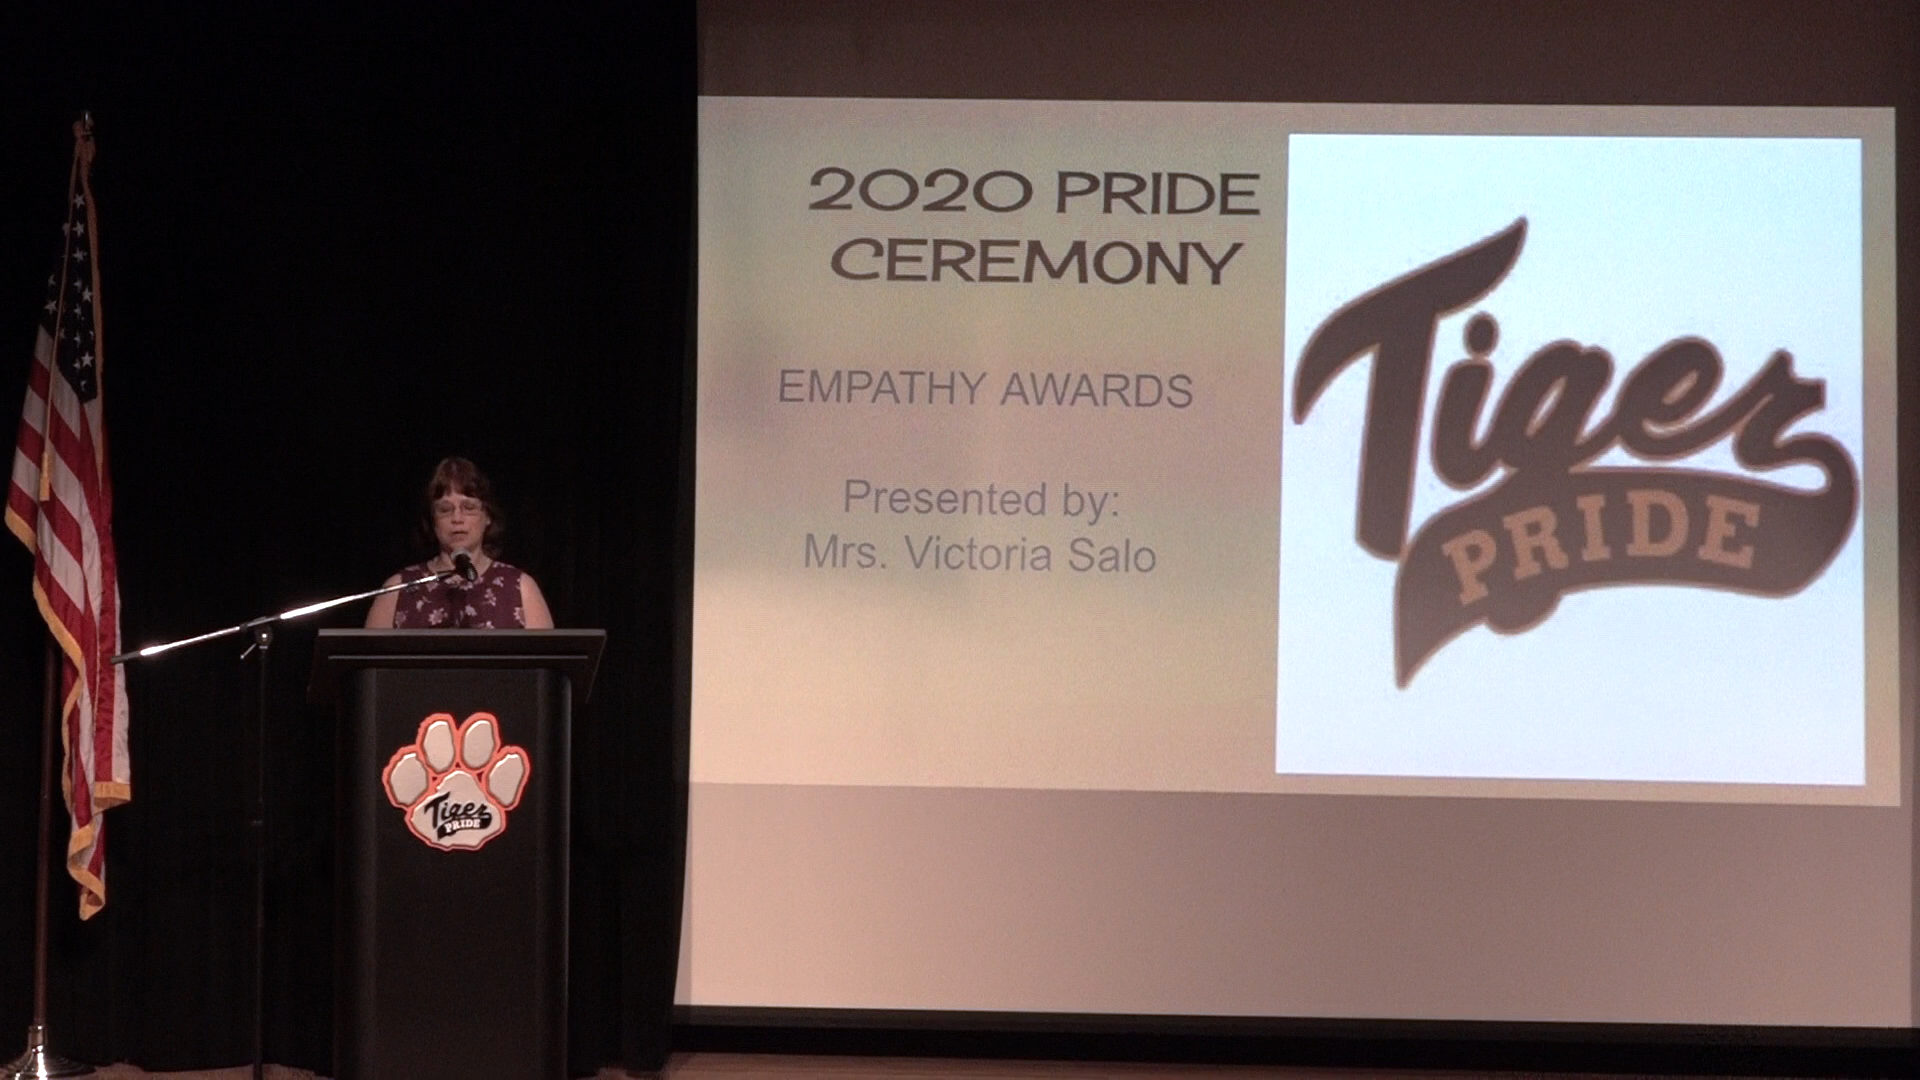 2020 PRIDE
CEREMONY
EMPATHY AWARDS
Presented by:
Mrs. Victoria Salo
Tiger
PRIDE
Tiger
PRIDE